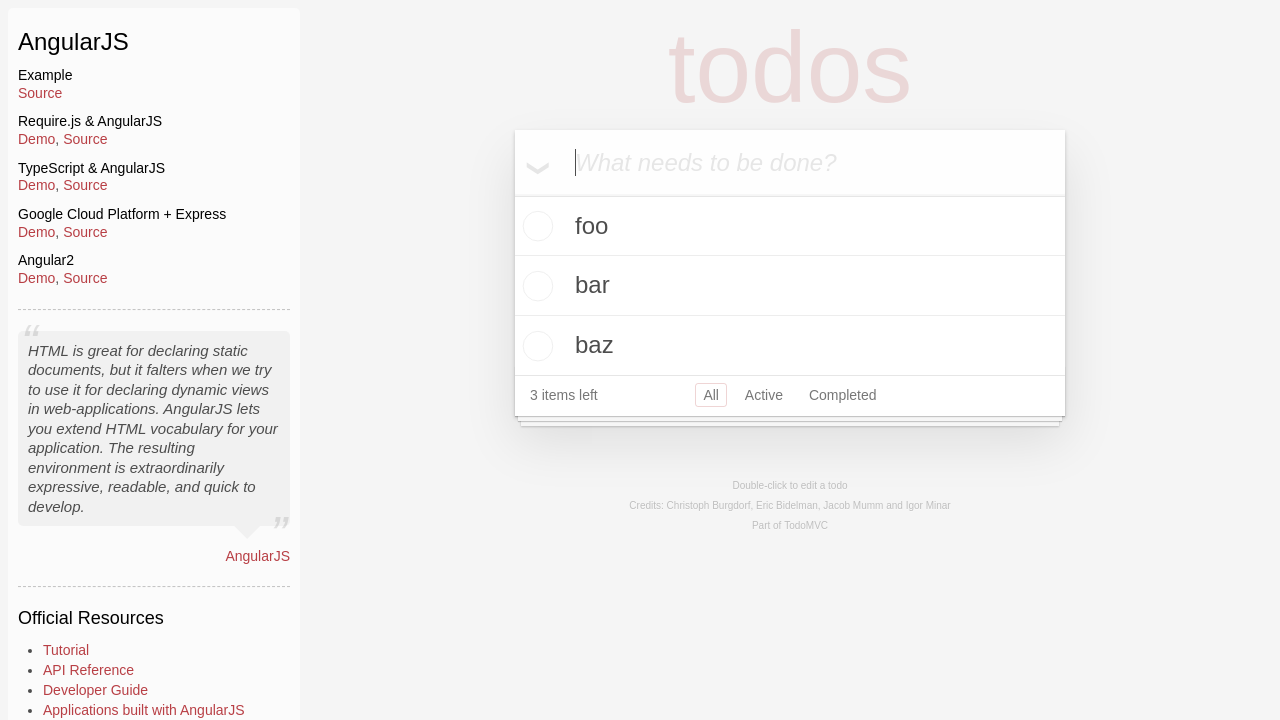 AngularJS
Example
Source
Require.js & AngularJS
Demo, Source
TypeScript & AngularJS
Demo, Source
Google Cloud Platform + Express
Demo, Source
Angular2
Demo, Source
“
HTML is great for declaring static
documents, but it falters when we try
to use it for declaring dynamic views
in web-applications. AngularJS lets
you extend HTML vocabulary for your
application. The resulting
environment is extraordinarily
expressive, readable, and quick to
develop.
”
AngularJS
Official Resources
Tutorial
API Reference
Developer Guide
Applications built with AngularJS
todos
What needs to be done?
foo
bar
baz
3 items left All Active Completed
Double-click to edit a todo
Credits: Christoph Burgdorf, Eric Bidelman, Jacob Mumm and Igor Minar
Part of TodoMVC